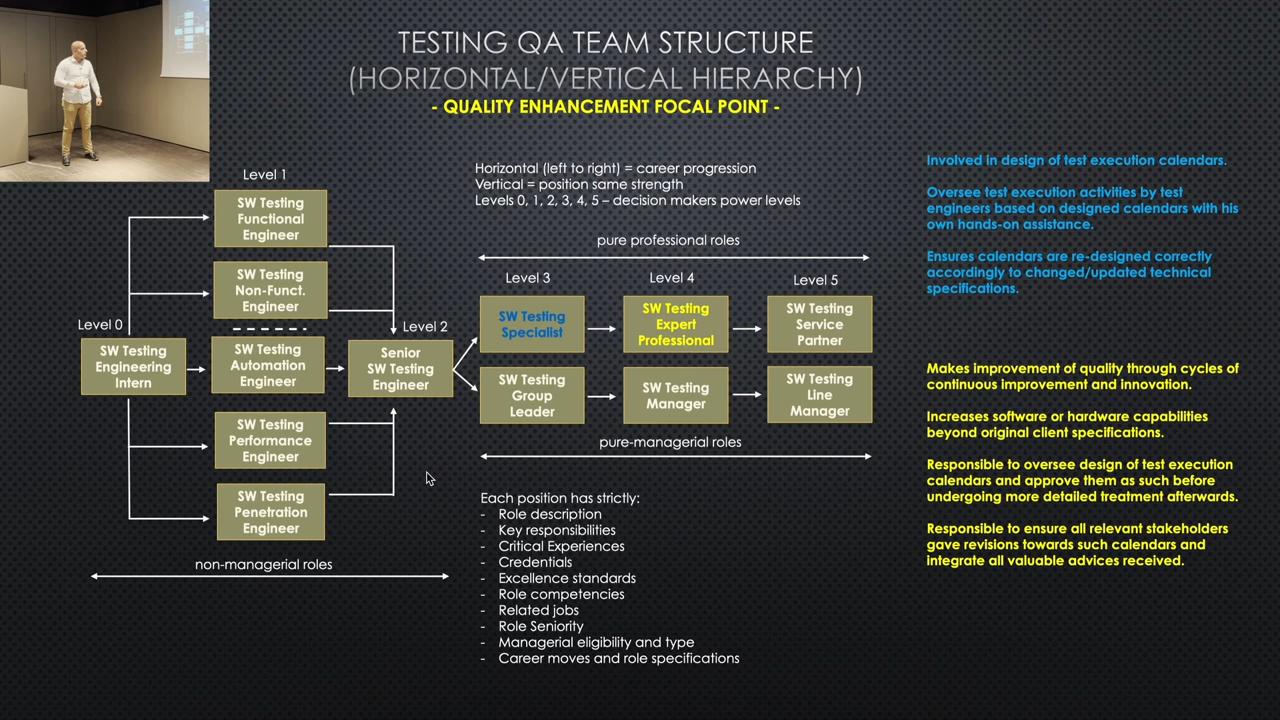 TESTING QA TEAM STRUCTURE
(HORIZONTAL/VERTICAL HIERARCHY)
- QUALITY ENHANCEMENT FOCAL POINT -
Horizontal (left to right) = career progression
Vertical = position same strength
Levels 0, 1, 2, 3, 4, 5 – decision makers power levels
Level 0
SW Testing
Engineering
Intern
Level 1
SW Testing
Functional
Engineer
SW Testing
Non-Funct.
Engineer
SW Testing
Automation
Engineer
SW Testing
Performance
Engineer
SW Testing
Penetration
Engineer
Level 2
Senior
SW Testing
Engineer
non-managerial roles
pure professional roles
Level 3
Level 4
Level 5
SW Testing
Specialist
SW Testing
Expert
Professional
SW Testing
Service
Partner
SW Testing
Group
Leader
SW Testing
Manager
SW Testing
Line
Manager
pure-managerial roles
Each position has strictly:
- Role description
- Key responsibilities
- Critical Experiences
- Credentials
- Excellence standards
- Role competencies
- Related jobs
- Role Seniority
- Managerial eligibility and type
- Career moves and role specifications
Involved in design of test execution calendars.
Oversee test execution activities by test
engineers based on designed calendars with his
own hands-on assistance.
Ensures calendars are re-designed correctly
accordingly to changed/updated technical
specifications.
Makes improvement of quality through cycles of
continuous improvement and innovation.
Increases software or hardware capabilities
beyond original client specifications.
Responsible to oversee design of test execution
calendars and approve them as such before
undergoing more detailed treatment afterwards.
Responsible to ensure all relevant stakeholders
gave revisions towards such calendars and
integrate all valuable advices received.